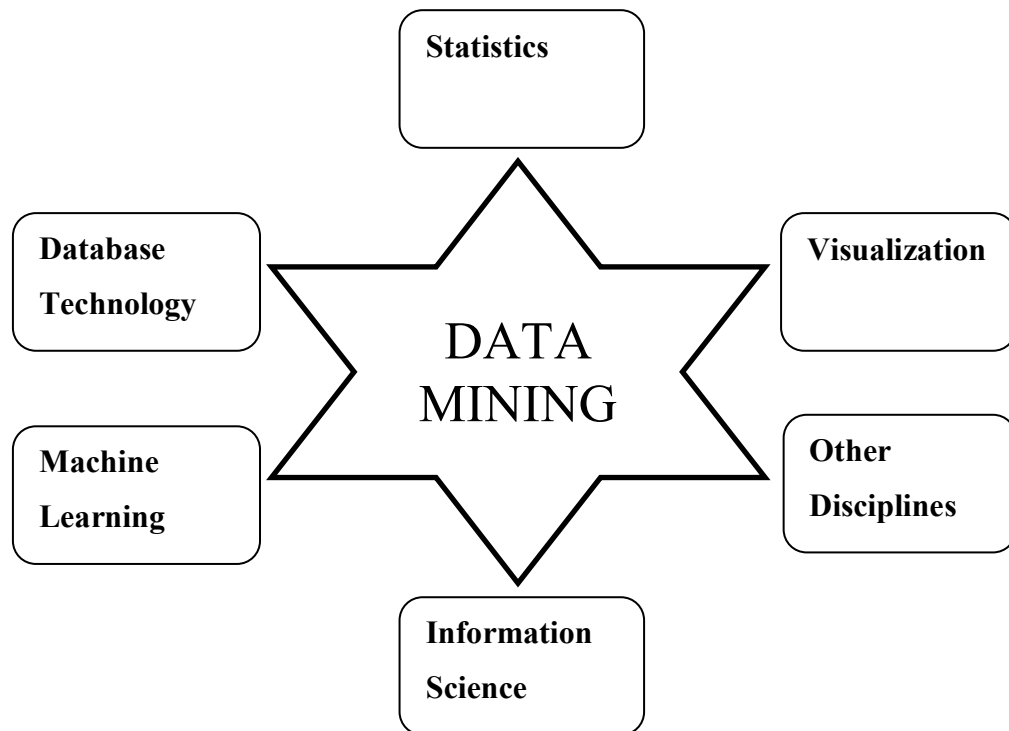 Statistics
Database
Technology
Visualization
DATA
MINING
Machine
Learning
Other
Disciplines
Information
Science